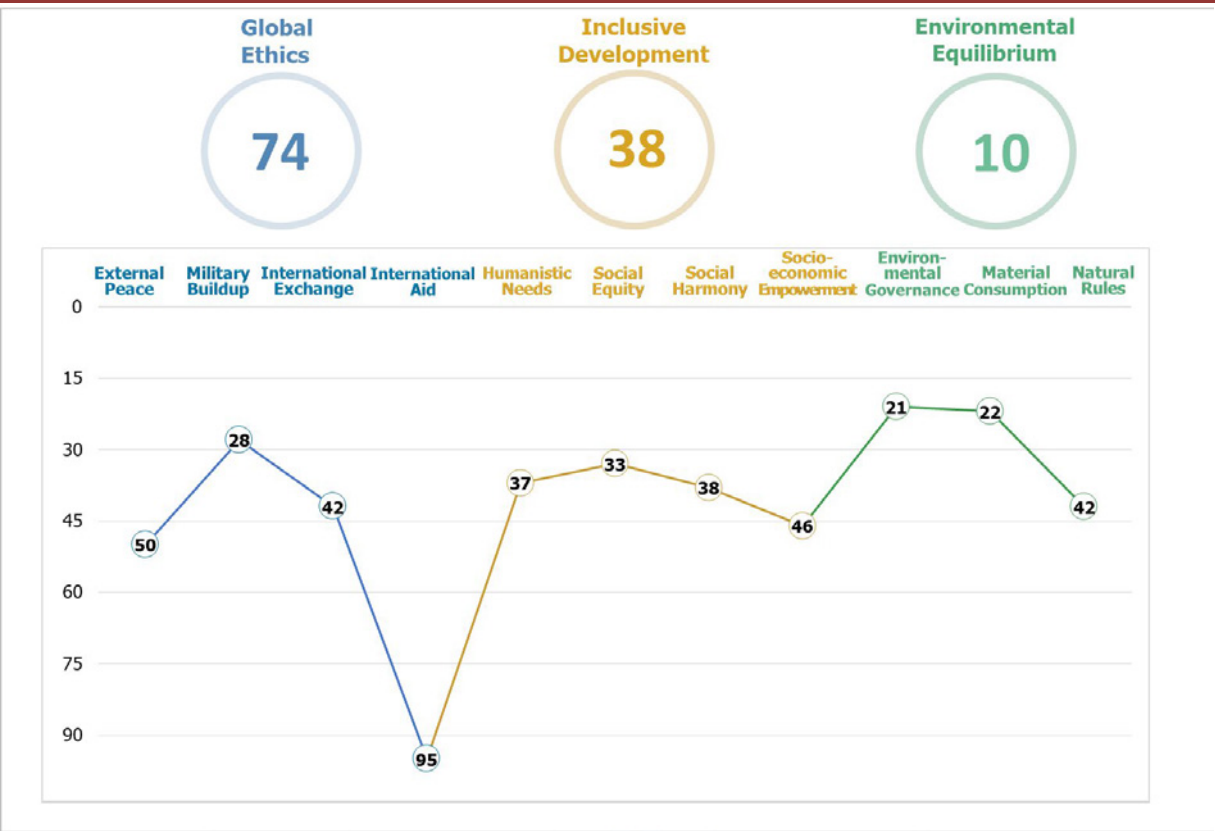 Global
Ethics
Inclusive
Development
Environmental
Equilibrium
74
38
10
External
Peace
Military
Buildup
International
Exchange
International
Aid
Humanistic
Needs
Social
Equity
Social
Harmony
Socio-
economic
Empowerment
Environ-
mental
Governance
Material
Consumption
Natural
Rules
0
15
30
45
60
75
90
50
28
42
95
37
33
38
46
21
22
42